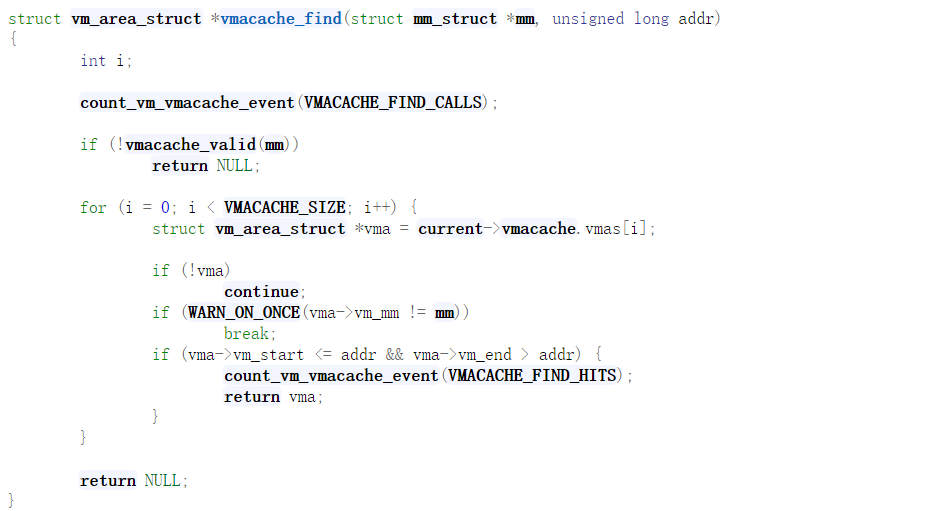 struct vm_area_struct *vmacache_find(struct mm_struct *mm, unsigned long addr)
{
        int i;

        count_vm_vmacache_event(VMACACHE_FIND_CALLS);

        if (!vmacache_valid(mm))
                return NULL;

        for (i = 0; i < VMACACHE_SIZE; i++) {
                struct vm_area_struct *vma = current->vmacache.vmas[i];

                if (!vma)
                        continue;
                if (WARN_ON_ONCE(vma->vm_mm != mm))
                        break;
                if (vma->vm_start <= addr && vma->vm_end > addr) {
                        count_vm_vmacache_event(VMACACHE_FIND_HITS);
                        return vma;
                }
        }

        return NULL;
}